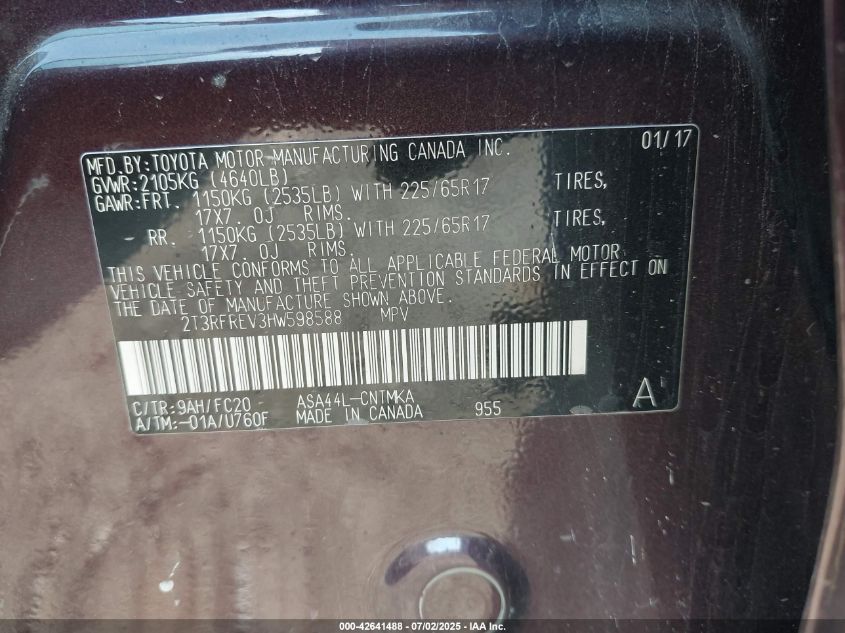 01/17
MFD.BY:TOYOTA MOTOR MANUFACTURING CANADA INC.
GVWR:2105KG (4640LB)
GAWR:FRT. 1150KG (2535LB) WITH 225/65R17 TIRES,
17X7.0J RIMS.
RR. 1150KG (2535LB) WITH 225/65R17 TIRES,
17X7.0J RIMS.
THIS VEHICLE CONFORMS TO ALL APPLICABLE FEDERAL MOTOR
VEHICLE SAFETY AND THEFT PREVENTION STANDARDS IN EFFECT ON
THE DATE OF MANUFACTURE SHOWN ABOVE.
2T3RFREV3HW598588 MPV
C/TR:9AH/FC20 ASA44L-CNTMKA
A/TM:-01A/U760F MADE IN CANADA 955 A
000-42641488 - 07/02/2025 - IAA Inc.